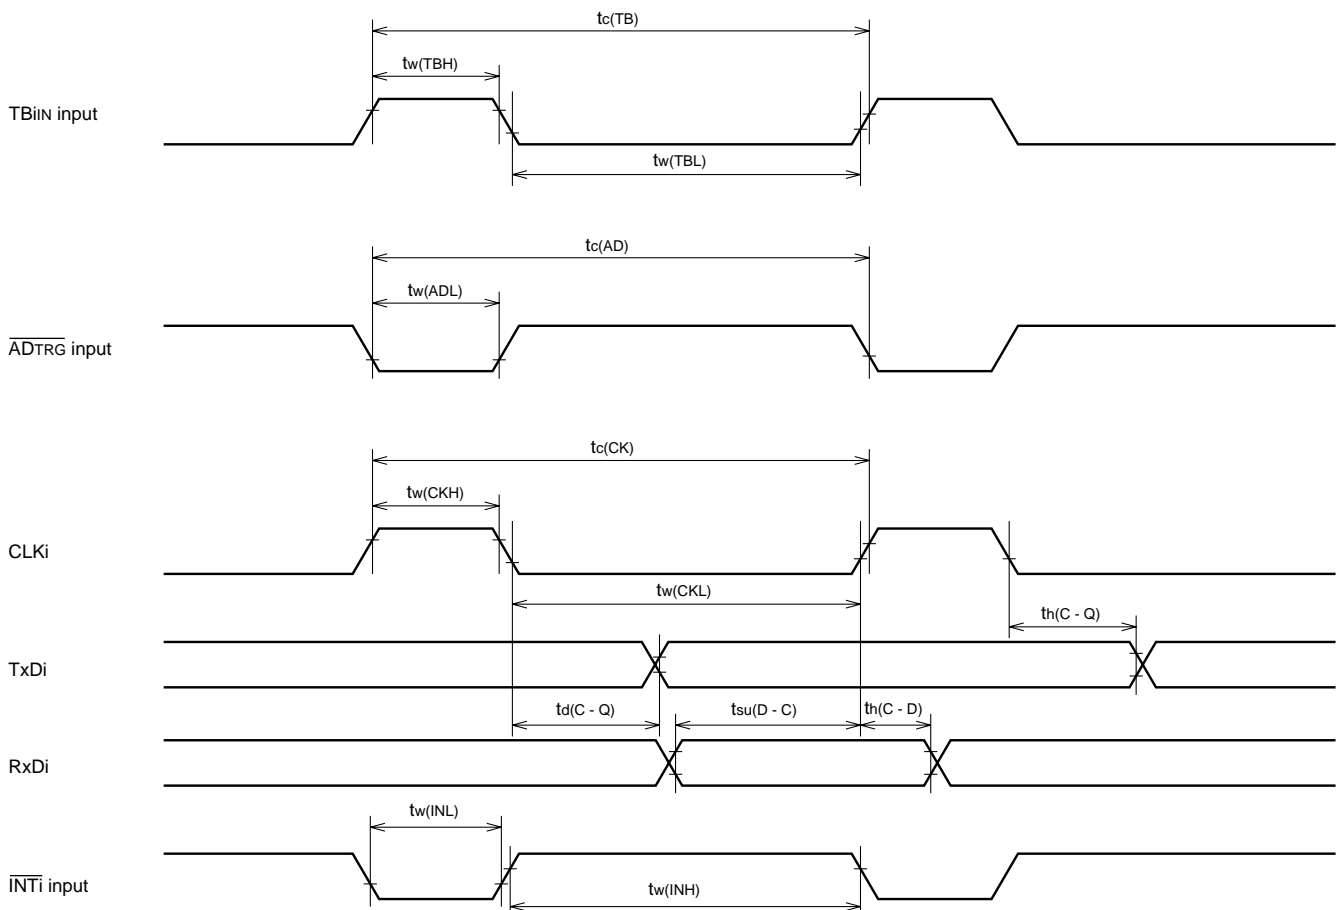 tc(TB)
tw(TBH)
TBiIN input
tw(TBL)
tc(AD)
tw(ADL)
ADTRG input
tc(CK)
tw(CKH)
CLKi
tw(CKL)
th(C - Q)
TxDi
td(C - Q)
tsu(D - C)
th(C - D)
RxDi
tw(INL)
INTi input
tw(INH)